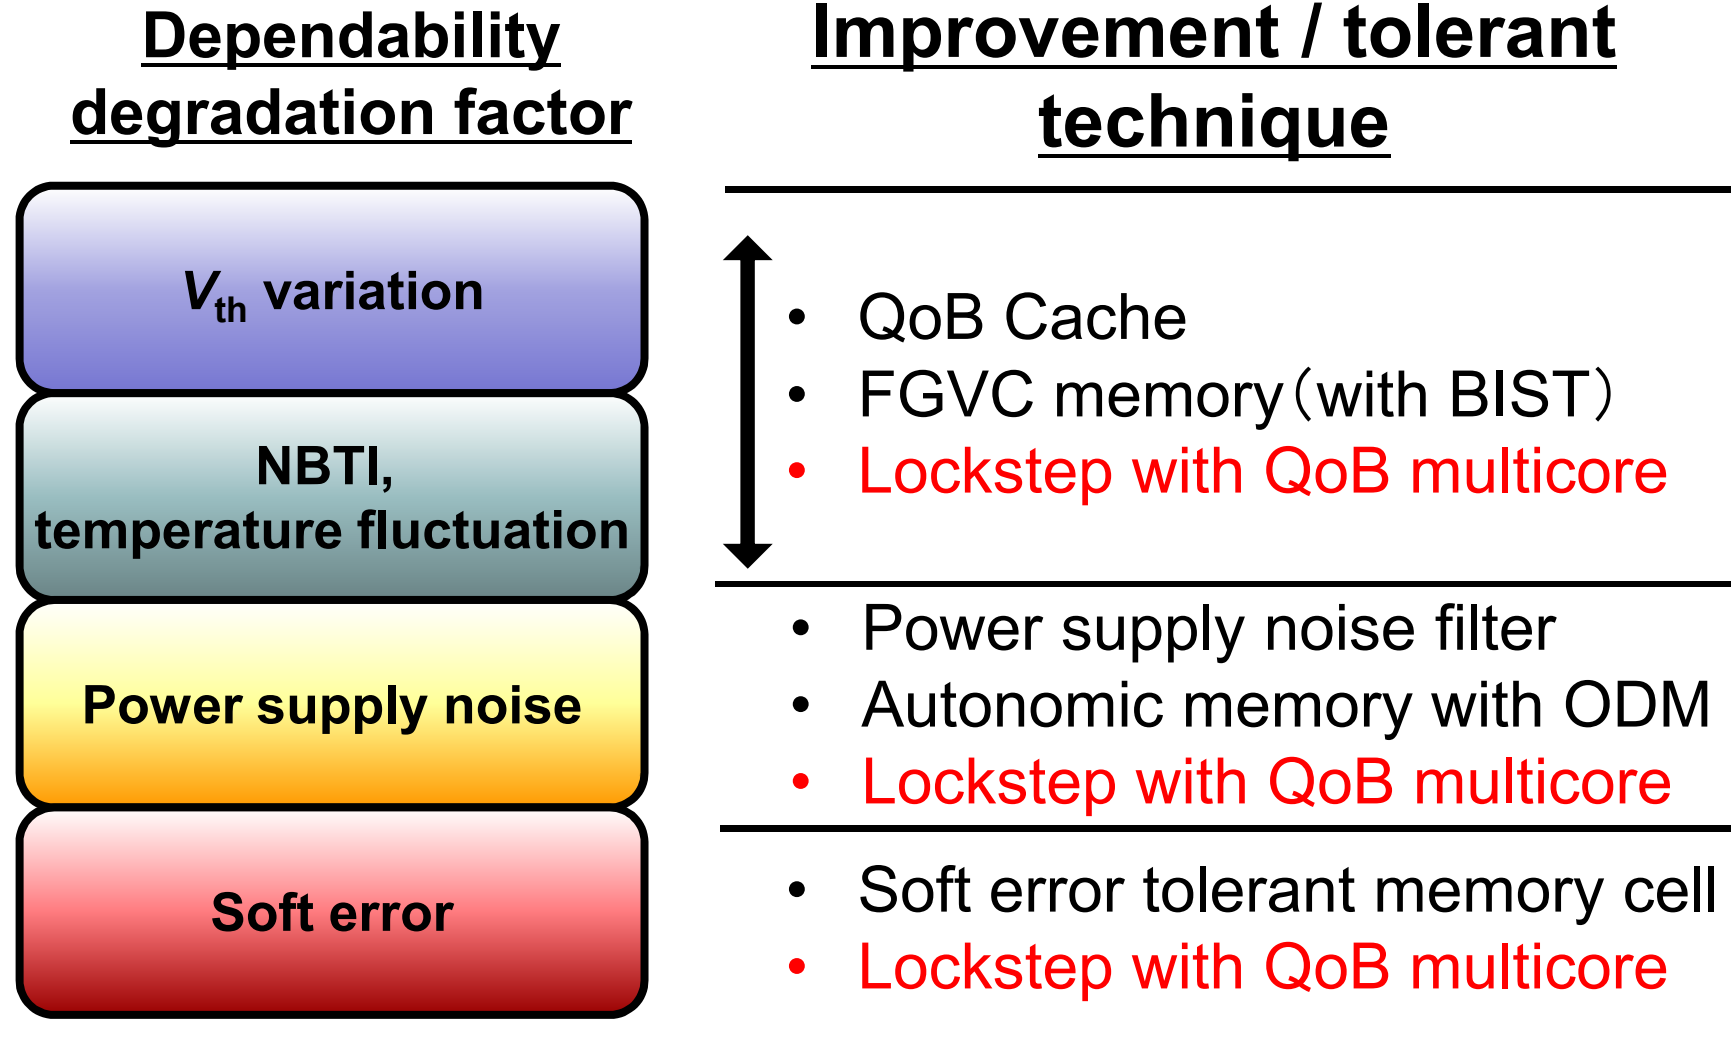 Dependability
degradation factor
Vth variation
NBTI,
temperature fluctuation
Power supply noise
Soft error
Improvement / tolerant
technique
• QoB Cache
• FGVC memory（with BIST）
• Lockstep with QoB multicore
• Power supply noise filter
• Autonomic memory with ODM
• Lockstep with QoB multicore
• Soft error tolerant memory cell
• Lockstep with QoB multicore